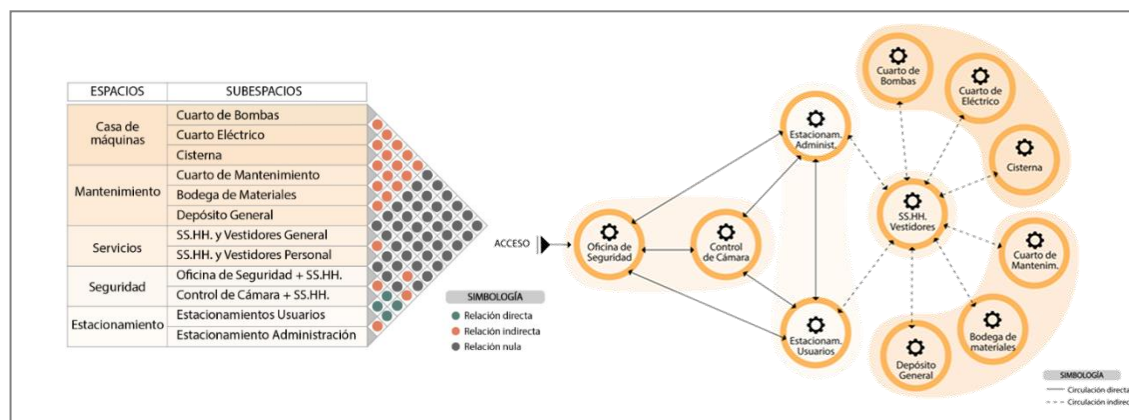 ESPACIOS SUBESPACIOS
Casa de máquinas
Cuarto de Bombas
Cuarto Eléctrico
Cisterna
Mantenimiento
Cuarto de Mantenimiento
Bodega de Materiales
Depósito General
Servicios
SS.HH. y Vestidores General
SS.HH. y Vestidores Personal
Seguridad
Oficina de Seguridad + SS.HH.
Control de Cámara + SS.HH.
Estacionamiento
Estacionamientos Usuarios
Estacionamiento Administración
SIMBOLOGÍA
Relación directa
Relación indirecta
Relación nula
ACCESO
Oficina de
Seguridad
Control
de Cámara
Estacionam.
Administ.
Estacionam.
Usuarios
SS.HH.
Vestidores
Cuarto de
Bombas
Cuarto de
Eléctrico
Cisterna
Cuarto de
Mantenim.
Bodega de
materiales
Depósito
General
SIMBOLOGÍA
Circulación directa
Circulación indirec